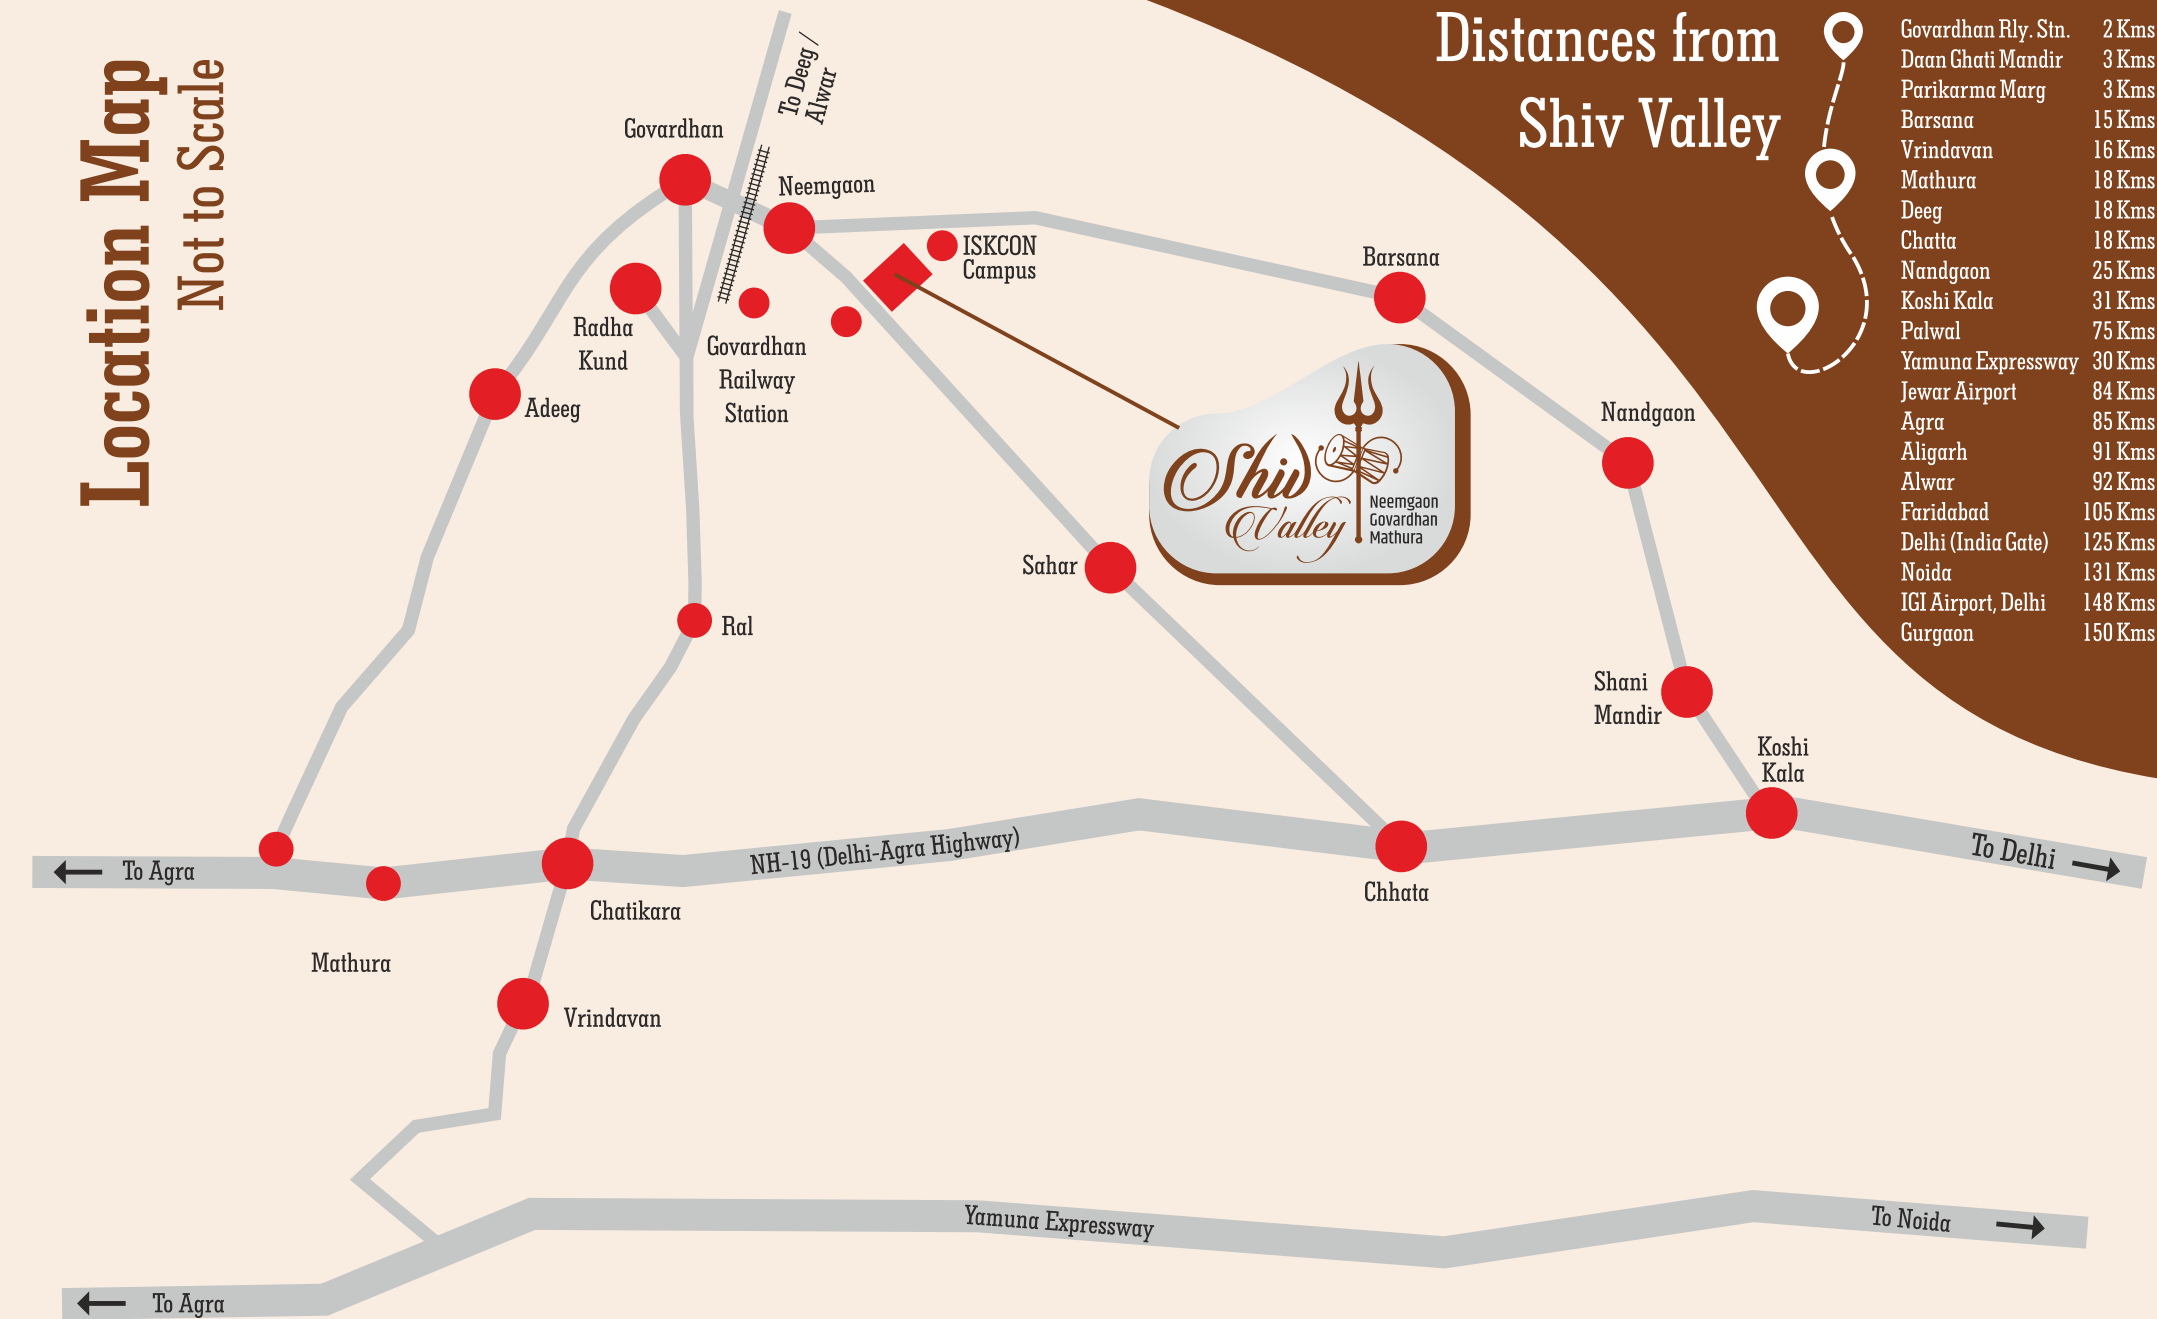 Location Map
Not to Scale
Distances from
Shiv Valley
Govardhan Rly. Stn. 2 Kms
Daan Ghati Mandir 3 Kms
Parikarma Marg 3 Kms
Barsana 15 Kms
Vrindavan 16 Kms
Mathura 18 Kms
Deeg 18 Kms
Chatta 18 Kms
Nandgaon 25 Kms
Koshi Kala 31 Kms
Palwal 75 Kms
Yamuna Expressway 30 Kms
Jewar Airport 84 Kms
Agra 85 Kms
Aligarh 91 Kms
Alwar 92 Kms
Faridabad 105 Kms
Delhi (India Gate) 125 Kms
Noida 131 Kms
IGI Airport, Delhi 148 Kms
Gurgaon 150 Kms
To Deeg /
Alwar
Govardhan
Neemgaon
ISKCON
Campus
Barsana
Radha
Kund
Govardhan
Railway
Station
Adeeg
Nandgaon
Shiv
Valley
Neemgaon
Govardhan
Mathura
Sahar
Ral
Shani
Mandir
Koshi
Kala
NH-19 (Delhi-Agra Highway)
To Delhi
To Agra
Chhata
Chatikara
Mathura
Vrindavan
Yamuna Expressway
To Noida
To Agra